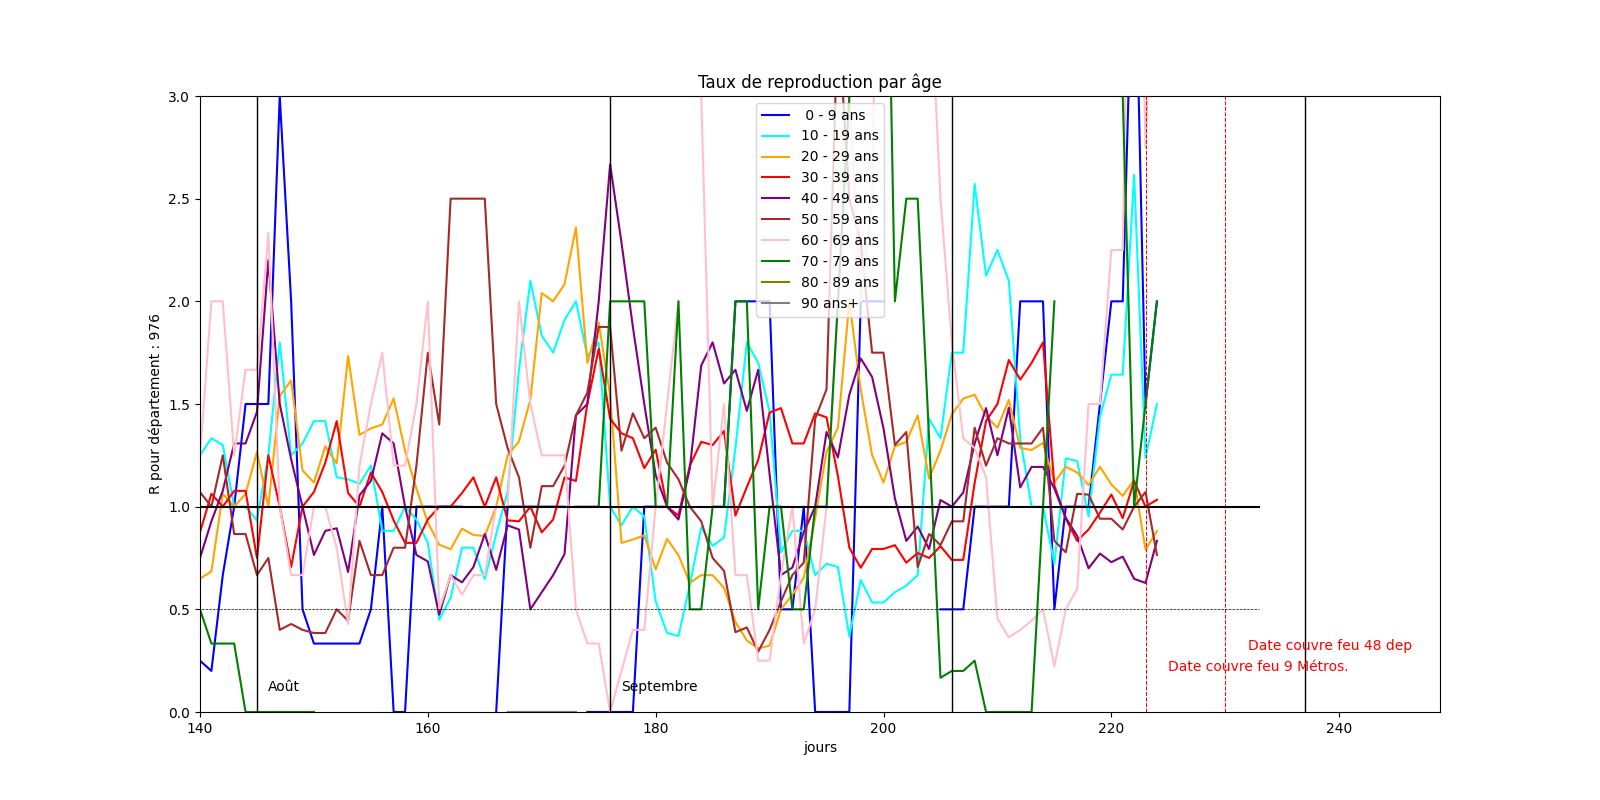 Taux de reproduction par âge
R pour département : 976
3.0
2.5
2.0
1.5
1.0
0.5
0.0
0 - 9 ans
10 - 19 ans
20 - 29 ans
30 - 39 ans
40 - 49 ans
50 - 59 ans
60 - 69 ans
70 - 79 ans
80 - 89 ans
90 ans+
Date couvre feu 48 dep
Date couvre feu 9 Métros.
Août
Septembre
140
160
180
200
220
240
jours